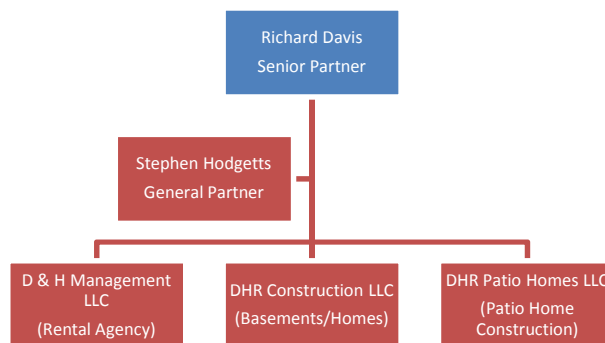 Richard Davis
Senior Partner
Stephen Hodgetts
General Partner
D & H Management
LLC
(Rental Agency)
DHR Construction LLC
(Basements/Homes)
DHR Patio Homes LLC
(Patio Home
Construction)